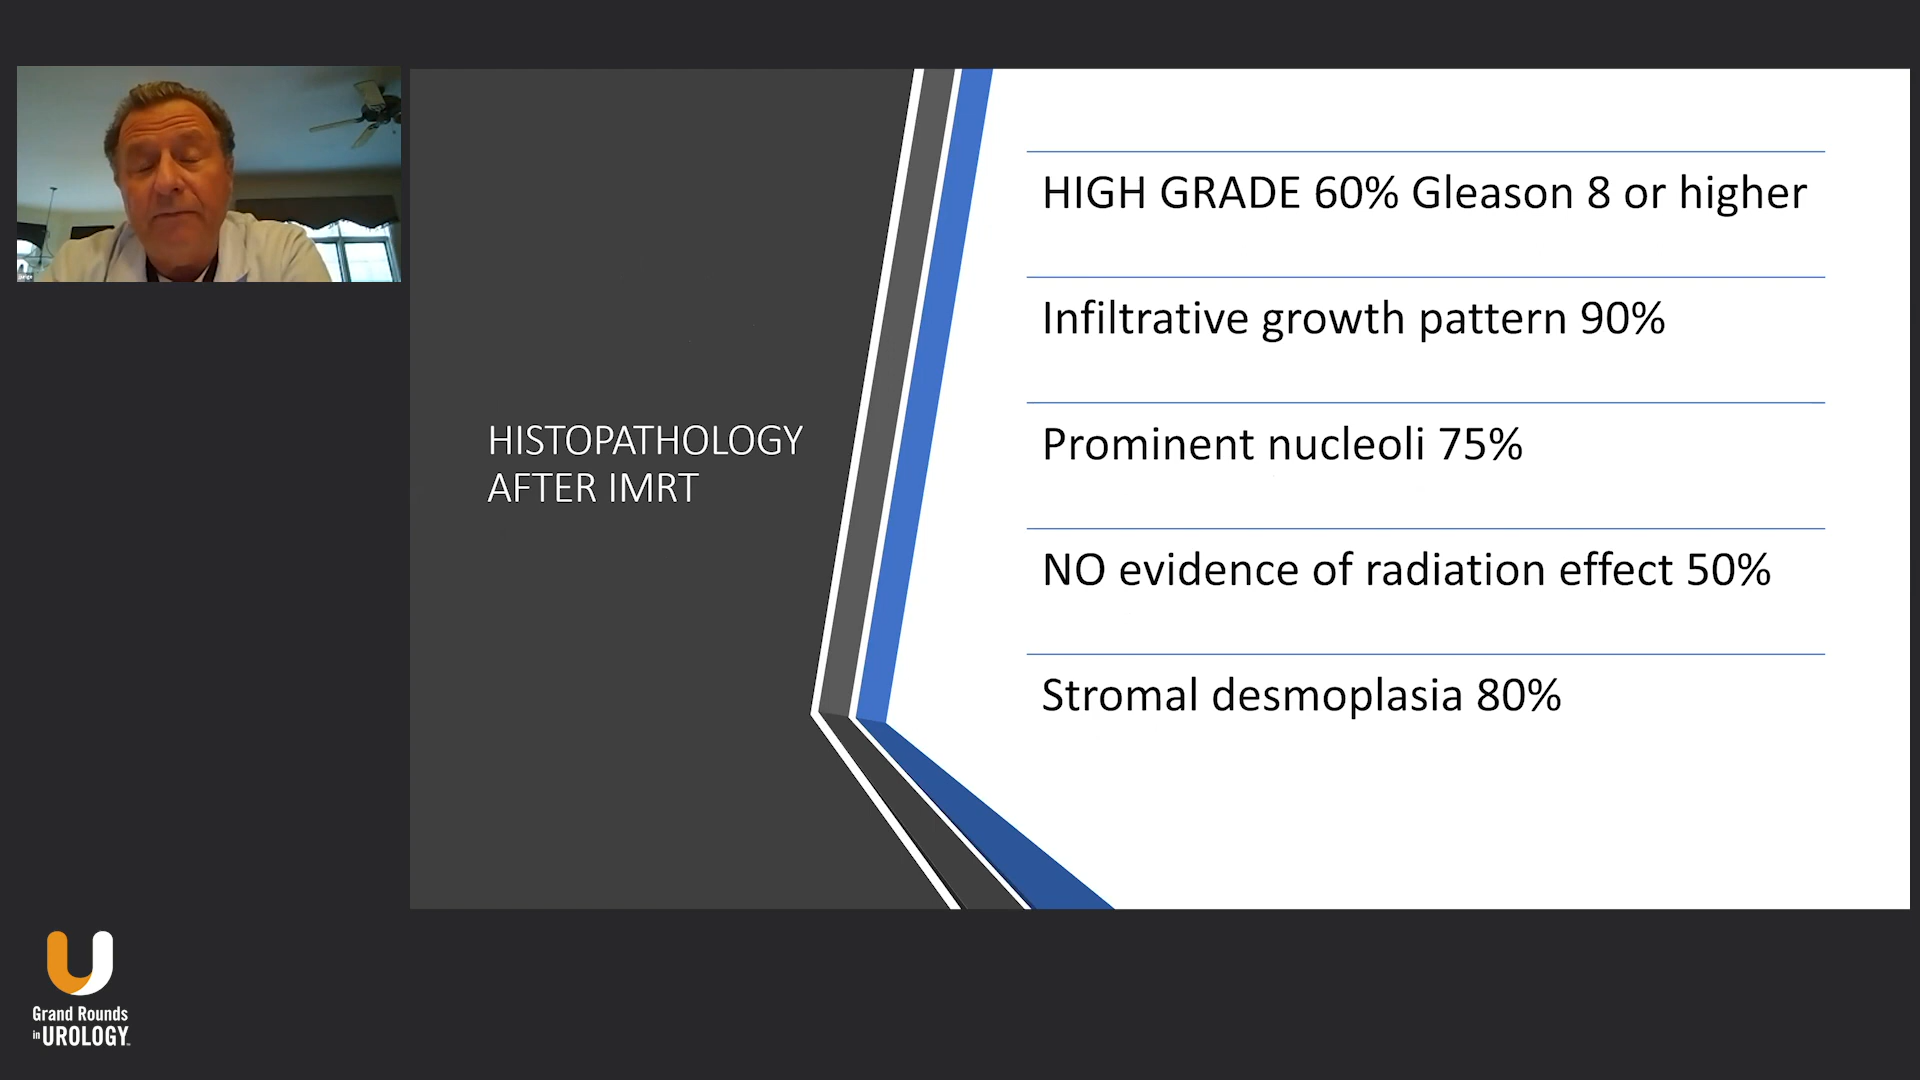 HISTOPATHOLOGY
AFTER IMRT
HIGH GRADE 60% Gleason 8 or higher
Infiltrative growth pattern 90%
Prominent nucleoli 75%
NO evidence of radiation effect 50%
Stromal desmoplasia 80%
Grand Rounds
in UROLOGY